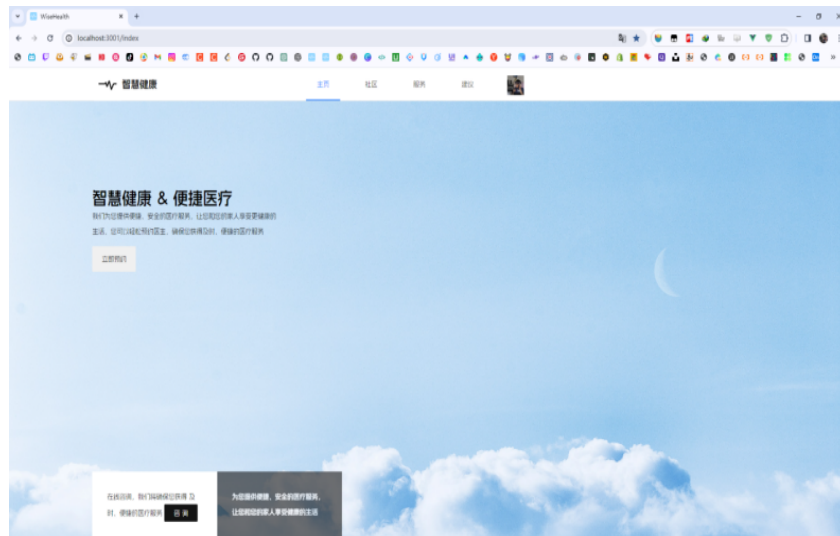 WiseHealth
localhost:3001/index
智慧健康
主页 社区 服务 建议
智慧健康 & 便捷医疗
我们为您提供便捷、安全的医疗服务，让您和您的家人享受更健康的
生活。您可以轻松预约医生，确保您获得及时、便捷的医疗服务
立即预约
在线咨询，我们将确保您获得 及
时、便捷的医疗服务 咨 询
为您提供便捷、安全的医疗服务，
让您和您的家人享受健康的生活